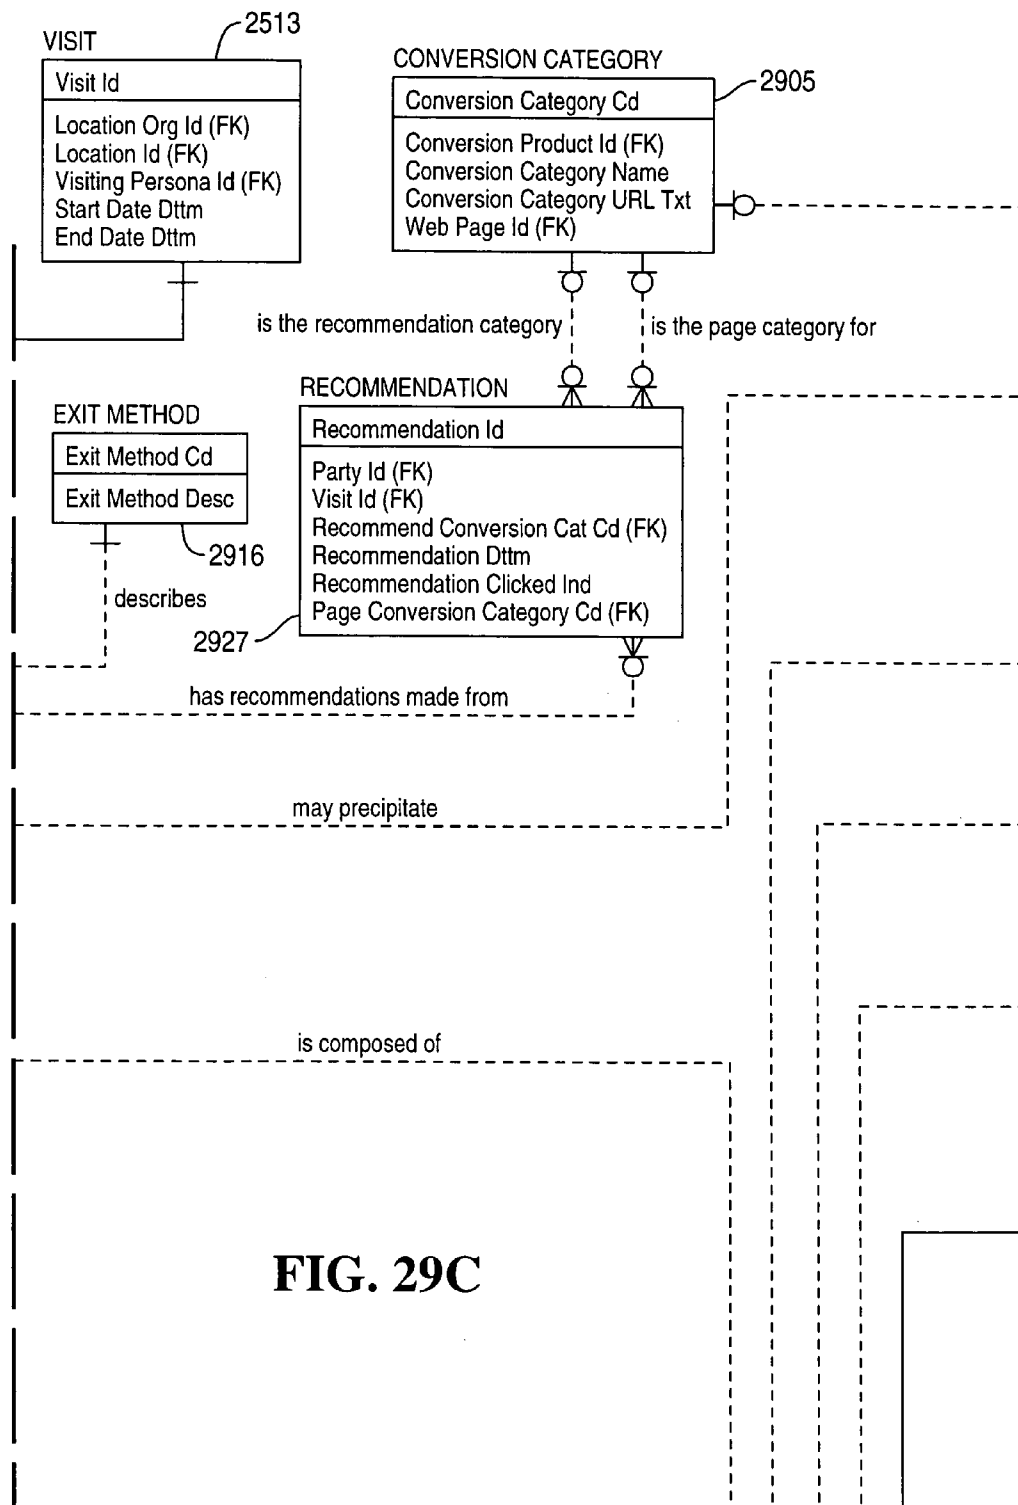 VISIT
2513
Visit Id
Location Org Id (FK)
Location Id (FK)
Visiting Persona Id (FK)
Start Date Dttm
End Date Dttm
CONVERSION CATEGORY
2905
Conversion Category Cd
Conversion Product Id (FK)
Conversion Category Name
Conversion Category URL Txt
Web Page Id (FK)
is the recommendation category
is the page category for
EXIT METHOD
Exit Method Cd
Exit Method Desc
2916
describes
RECOMMENDATION
Recommendation Id
Party Id (FK)
Visit Id (FK)
Recommend Conversion Cat Cd (FK)
Recommendation Dttm
Recommendation Clicked Ind
Page Conversion Category Cd (FK)
2927
has recommendations made from
may precipitate
is composed of
FIG. 29C